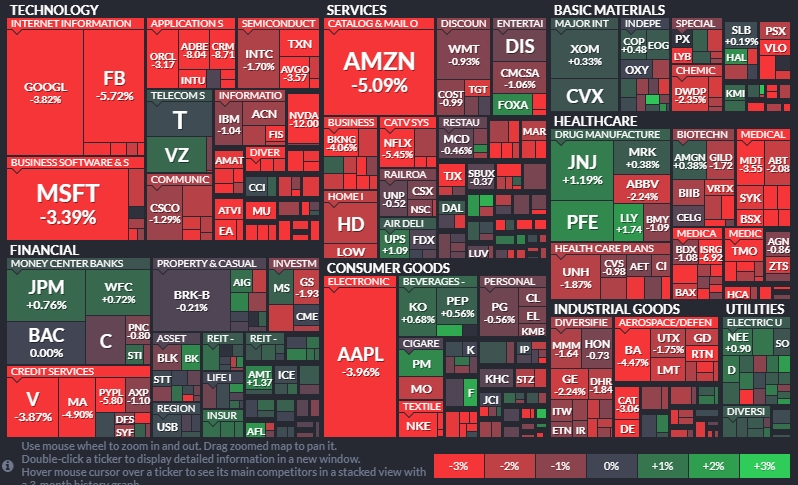 TECHNOLOGY
INTERNET INFORMATION
GOOGL
-3.82%
FB
-5.72%
BUSINESS SOFTWARE & S
MSFT
-3.39%
APPLICATION S
ORCL
-3.17
ADBE
-8.04
CRM
-8.71
INTU
TELECOM S
T
VZ
COMMUNIC
CSCO
-1.29%
SEMICONDUCT
INTC
-1.70%
TXN
AVGO
-3.57
NVDA
-12.00
INFORMATIO
IBM
-1.04
ACN
FIS
AMAT
DIVER
CCI
ATVI
MU
EA
SERVICES
CATALOG & MAIL O
AMZN
-5.09%
DISCOUN
WMT
-0.93%
COST
-0.99
TGT
ENTERTAI
DIS
CMCSA
-1.06%
FOXA
BUSINESS
BKNG
-4.06%
CATV SYS
NFLX
-5.45%
RESTAU
MCD
-0.46%
MAR
HOME I
HD
LOW
RAILROA
UNP
-0.52
CSX
NSC
AIR DELI
UPS
+1.09
FDX
TJX
SBUX
-0.37
DAL
LUV
BASIC MATERIALS
MAJOR INT
XOM
+0.33%
CVX
INDEPE
COP
+0.48
EOG
OXY
SPECIAL
PX
LYB
CHEMIC
DWDP
-2.35%
SLB
+0.19%
HAL
KMI
PSX
VLO
HEALTHCARE
DRUG MANUFACTURE
JNJ
+1.19%
PFE
MRK
+0.38%
ABBV
-2.24%
LLY
+1.74
BMY
-1.09
BIOTECHN
AMGN
+0.38%
GILD
-1.72
BIIB
VRTX
CELG
MEDICAL
MDT
-3.55
ABT
-2.08
SYK
BSX
HEALTH CARE PLANS
UNH
-1.87%
CVS
-0.98
AET
CI
MEDICA
BDX
-1.08
ISRG
-6.92
BAX
MEDIC
TMO
HCA
AGN
-0.86
ZTS
FINANCIAL
MONEY CENTER BANKS
JPM
+0.76%
WFC
+0.72%
BAC
0.00%
C
PNC
-0.80
STI
CREDIT SERVICES
V
-3.87%
MA
-4.90%
PYPL
-5.80
AXP
-1.10
DFS
SYF
PROPERTY & CASUAL
BRK-B
-0.21%
AIG
INVESTM
MS
GS
-1.93
CME
ASSET
BLK
BK
STT
REGION
USB
REIT -
LIFE I
INSUR
REIT -
AMT
+1.37
ICE
AFL
CONSUMER GOODS
ELECTRONIC
AAPL
-3.96%
BEVERAGES -
KO
+0.68%
PEP
+0.56%
PERSONAL
PG
-0.56%
CL
EL
KMB
CIGARE
PM
MO
TEXTILE
NKE
K
F
KHC
JCI
IP
STZ
INDUSTRIAL GOODS
DIVERSIFIE
MMM
-1.64
HON
-0.73
GE
-2.24%
DHR
-1.84
ITW
ETN
IR
AEROSPACE/DEFEN
BA
-4.47%
UTX
-1.75%
GD
RTN
LMT
CAT
-3.06
DE
UTILITIES
ELECTRIC U
NEE
+0.90
SO
D
DIVERSI
Use mouse wheel to zoom in and out. Drag zoomed map to pan it.
Double-click a ticker to display detailed information in a new window.
Hover mouse cursor over a ticker to see its main competitors in a stacked view with
a 3-month history graph.
-3% -2% -1% 0% +1% +2% +3%